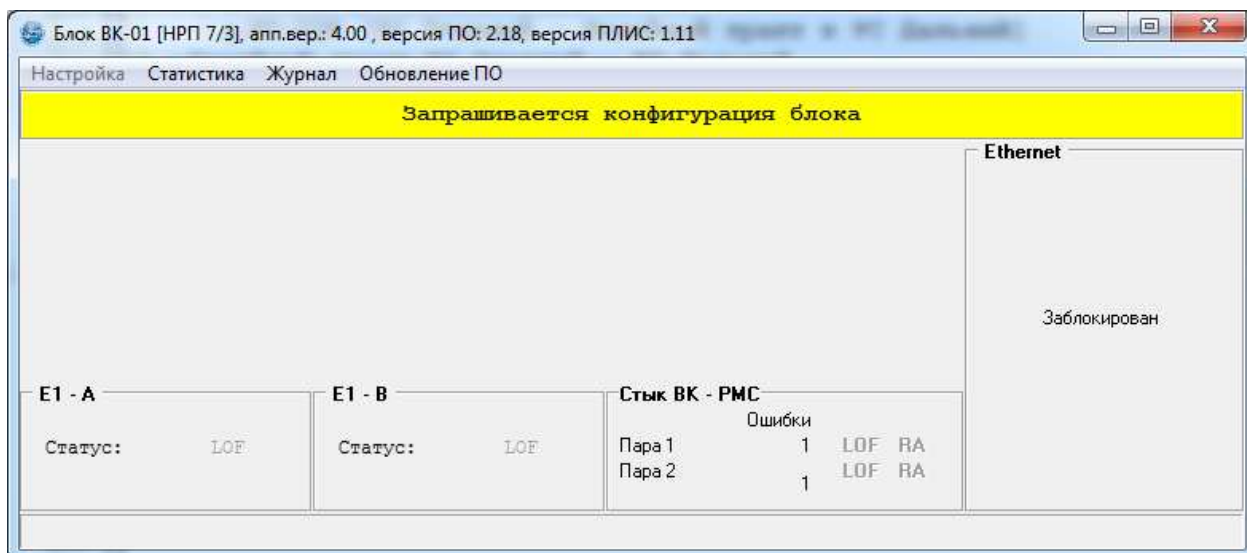 Блок ВК-01 [НРП 7/3], апп.вер.: 4.00 , версия ПО: 2.18, версия ПЛИС: 1.11
Настройка Статистика Журнал Обновление ПО
Запрашивается конфигурация блока
Ethernet
Заблокирован
E1 - A
Статус: LOF
E1 - B
Статус: LOF
Стык ВК - РМС
Ошибки
Пара 1 1 LOF RA
Пара 2 1 LOF RA